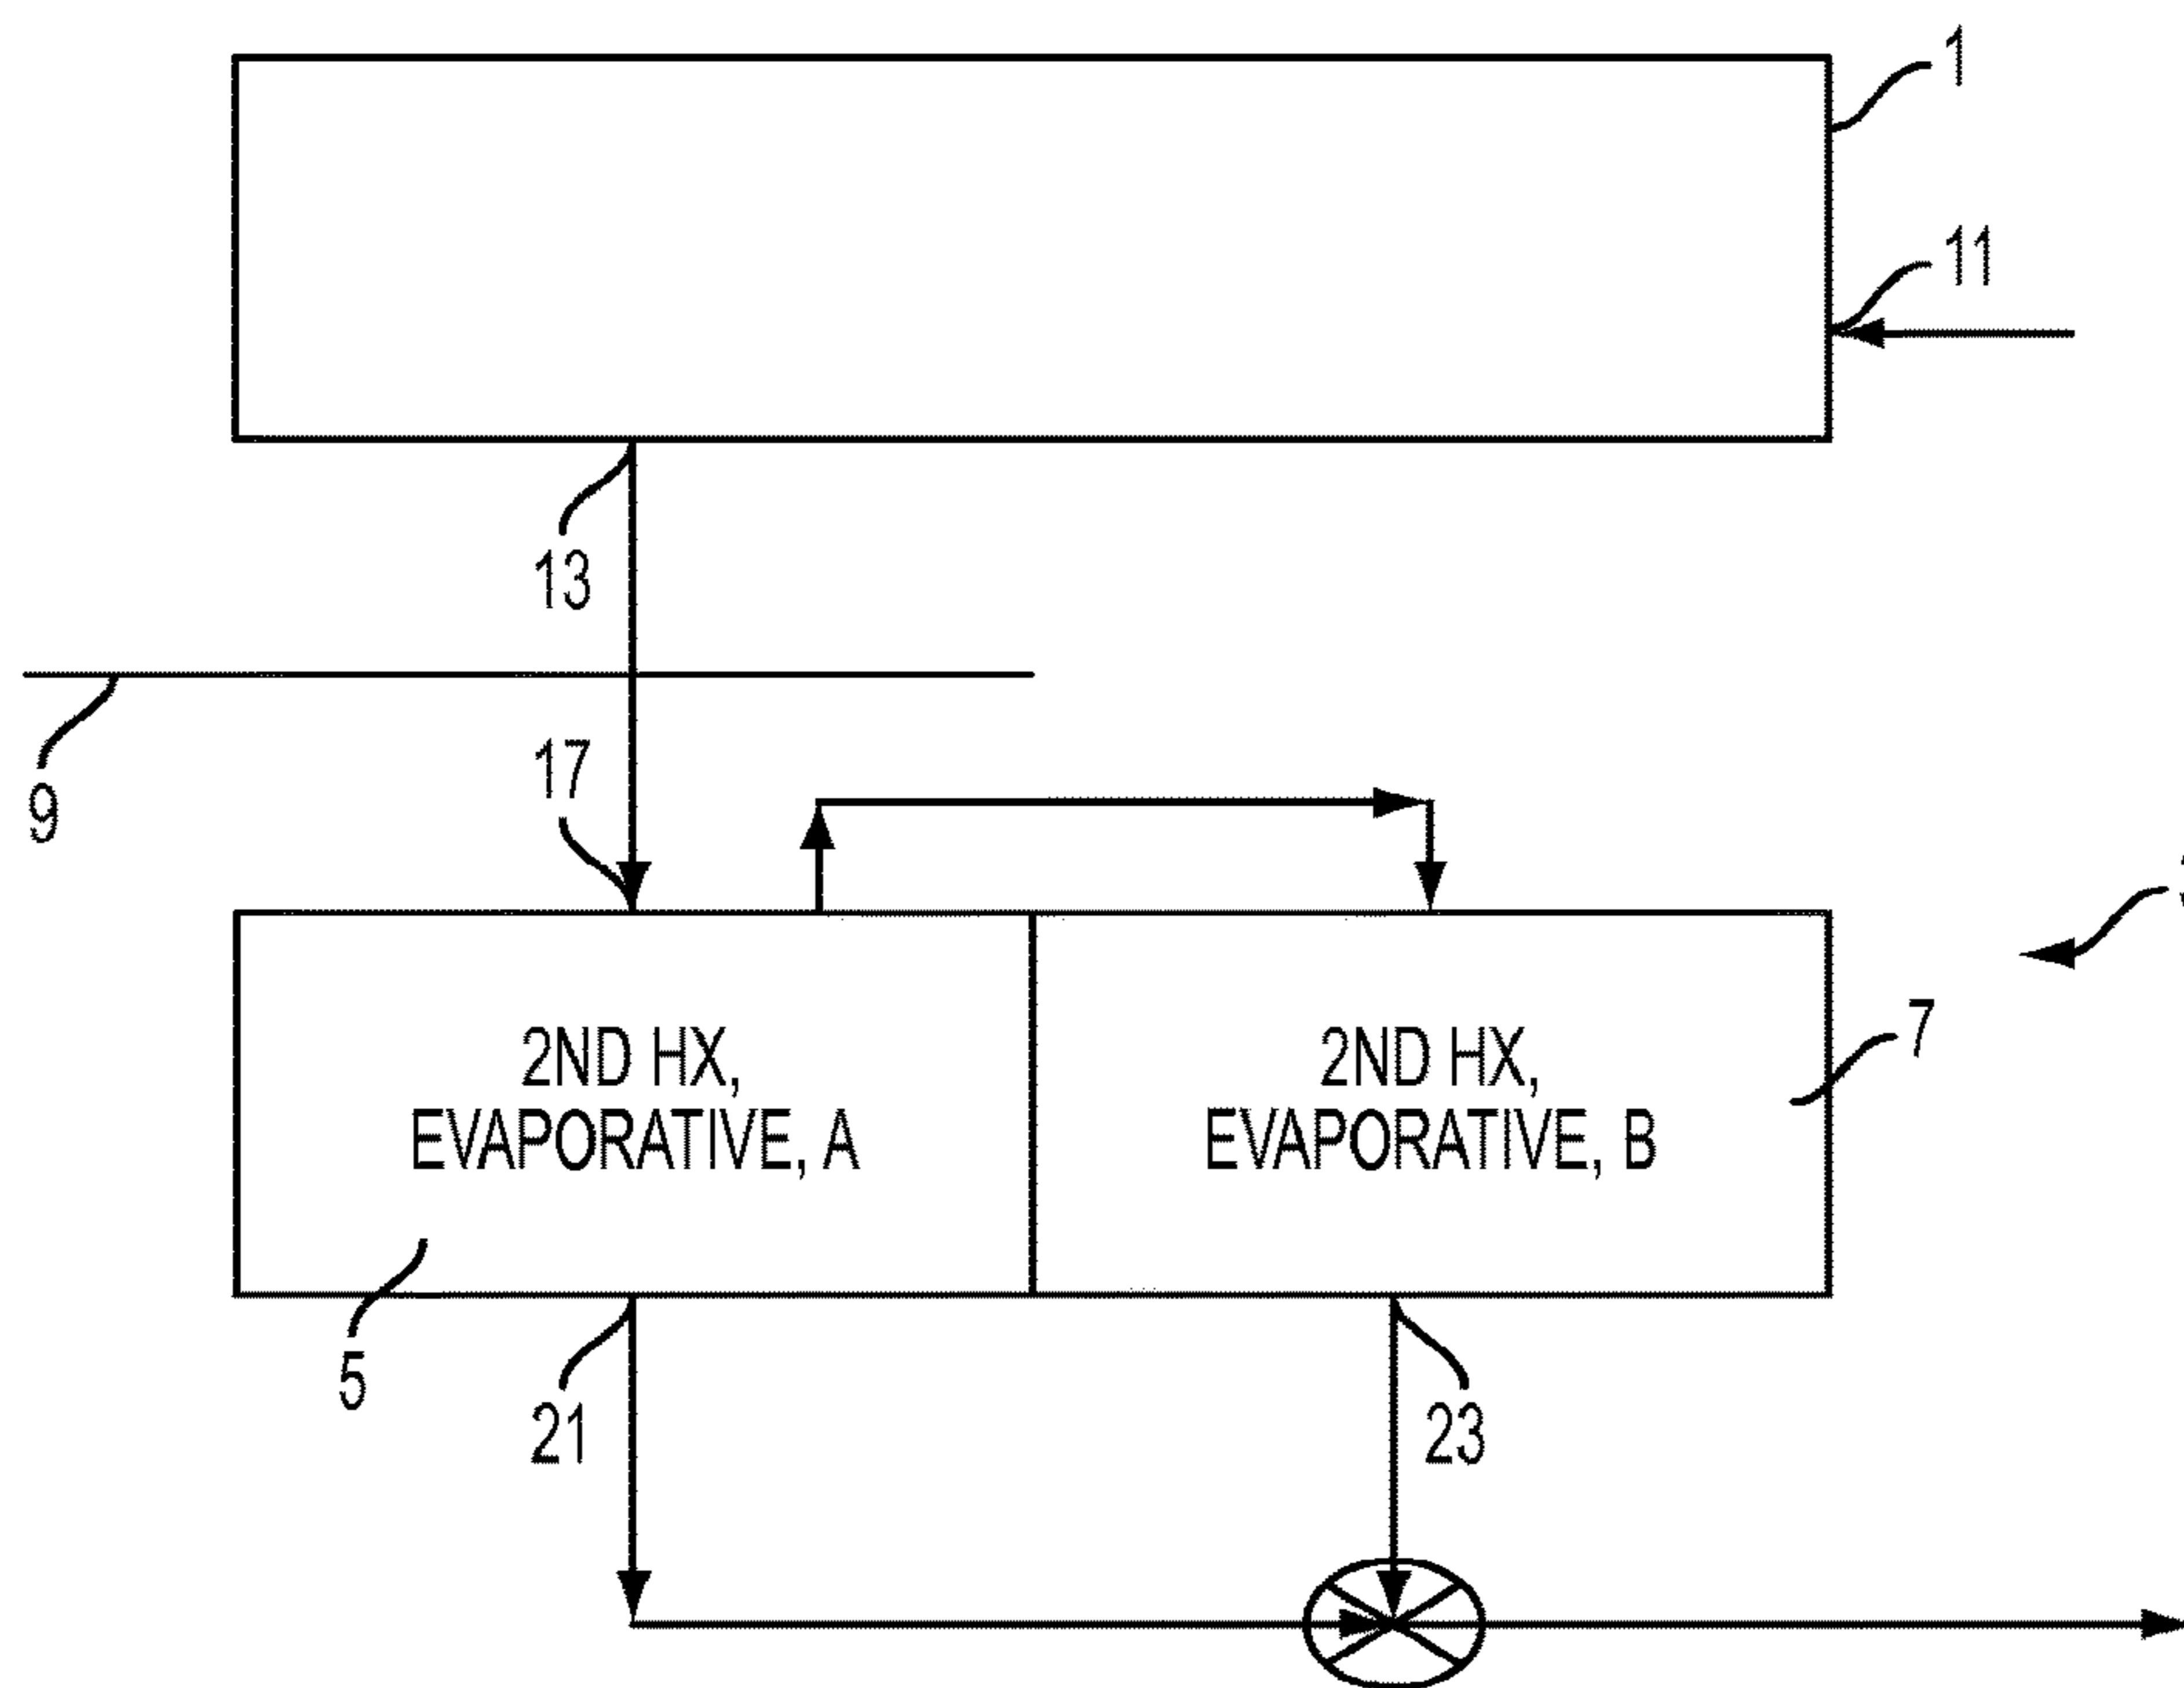 1
11
13
9
17
7
2ND HX,
EVAPORATIVE, A
2ND HX,
EVAPORATIVE, B
5
21
23